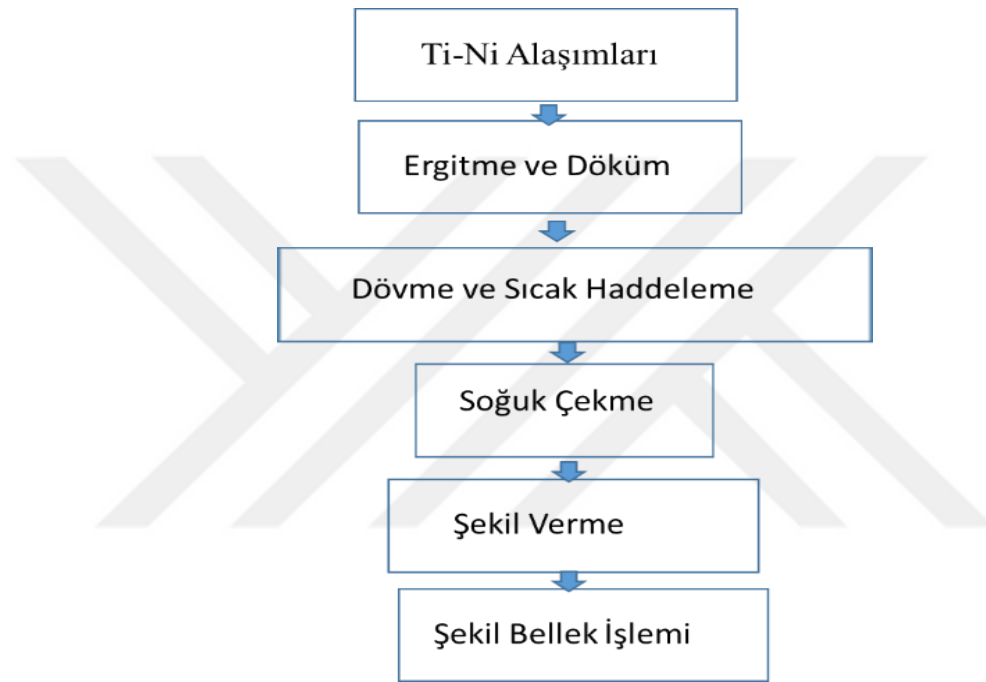 Ti-Ni Alaşımları
Ergitme ve Döküm
Dövme ve Sıcak Haddeleme
Soğuk Çekme
Şekil Verme
Şekil Bellek İşlemi